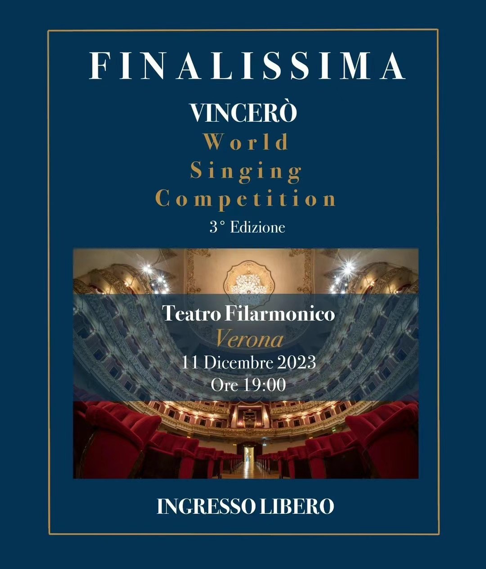 FINALISSIMA
VINCERÒ
World
Singing
Competition
3° Edizione
Teatro Filarmonico
Verona
11 Dicembre 2023
Ore 19:00
INGRESSO LIBERO